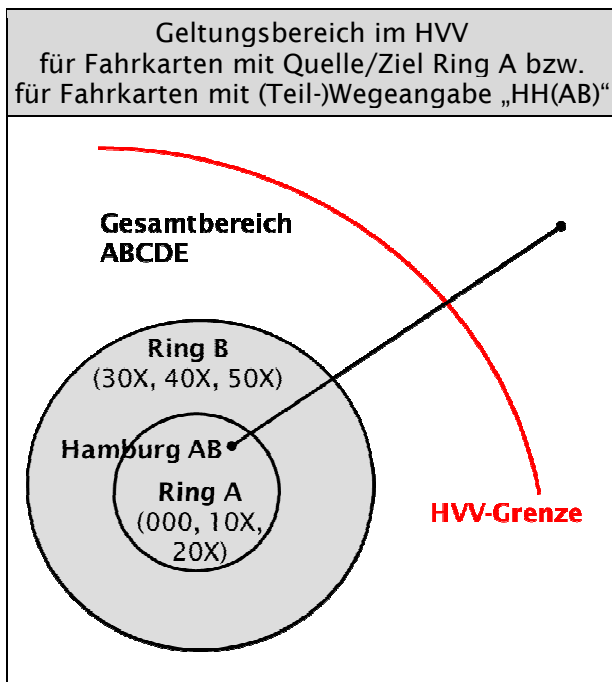 Geltungsbereich im HVV
für Fahrkarten mit Quelle/Ziel Ring A bzw.
für Fahrkarten mit (Teil-)Wegeangabe „HH(AB)“
Gesamtbereich
ABCDE
Ring B
(30X, 40X, 50X)
Hamburg AB
Ring A
(000, 10X,
20X)
HVV-Grenze